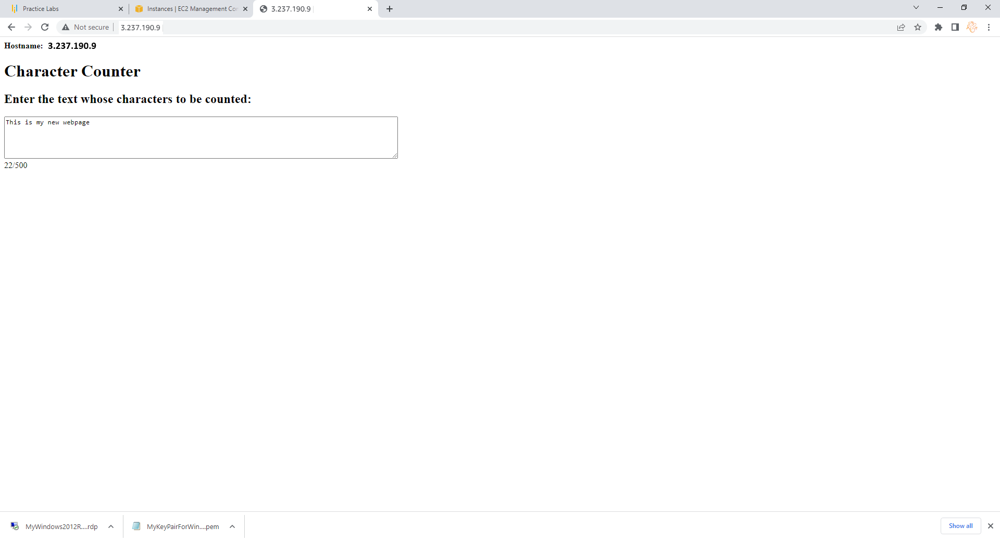 Practice Labs
Instances | EC2 Management Cor
3.237.190.9
Not secure
3.237.190.9
Hostname: 3.237.190.9
Character Counter
Enter the text whose characters to be counted:
This is my new webpage
22/500
MyWindows2012R....rdp
MyKeyPairForWin....pem
Show all